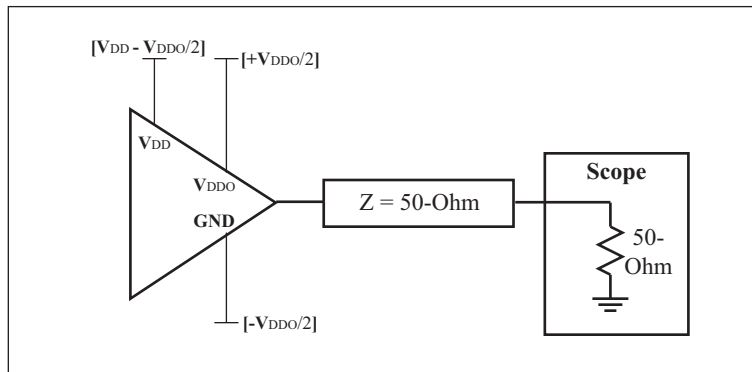 [VDD - VDDO/2]
[+VDDO/2]
VDD
VDDO
GND
[-VDDO/2]
Z = 50-Ohm
Scope
50-
Ohm